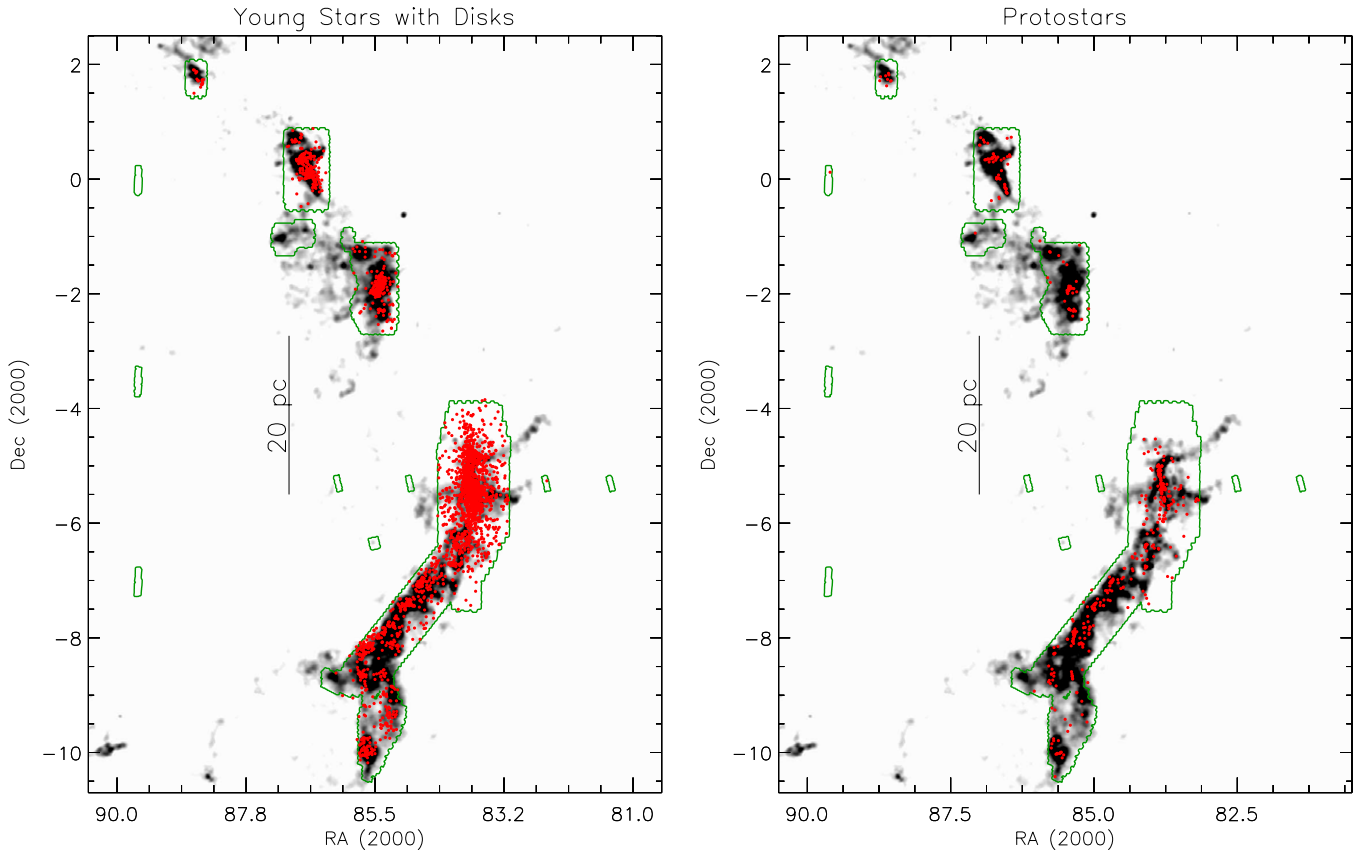 Young Stars with Disks
Protostars
2
0
−2
−4
−6
−8
−10
Dec (2000)
20 pc
90.0 87.8 85.5 83.2 81.0
RA (2000)
2
0
−2
−4
−6
−8
−10
Dec (2000)
20 pc
90.0 87.5 85.0 82.5
RA (2000)